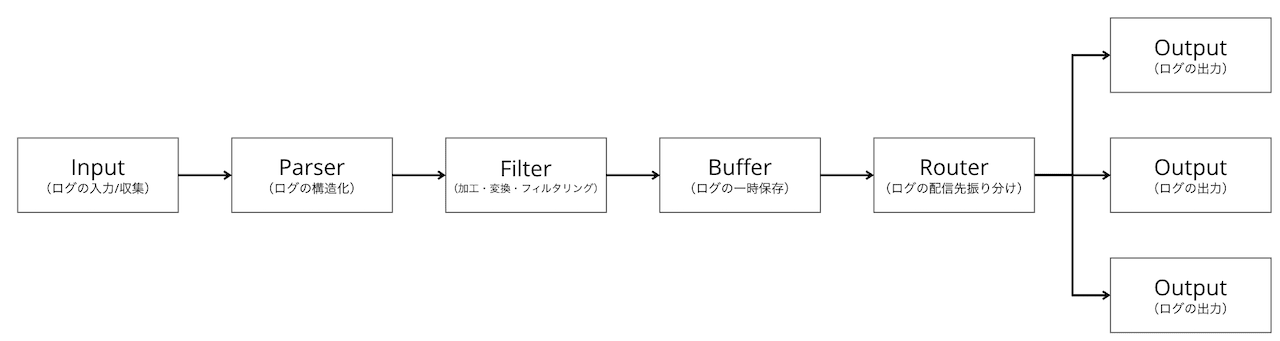 Input
（ログの入力/収集）
Parser
（ログの構造化）
Filter
（加工・変換・フィルタリング）
Buffer
（ログの一時保存）
Router
（ログの配信先振り分け）
Output
（ログの出力）
Output
（ログの出力）
Output
（ログの出力）